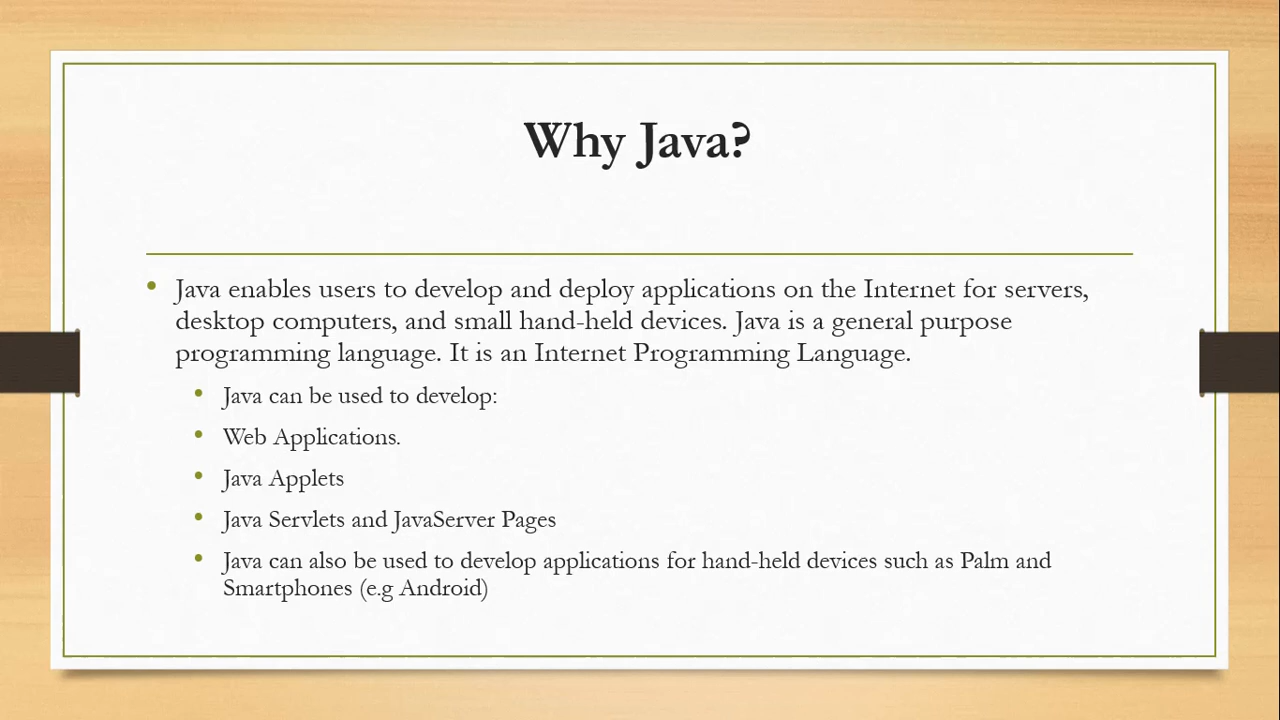 Why Java?
• Java enables users to develop and deploy applications on the Internet for servers,
desktop computers, and small hand-held devices. Java is a general purpose
programming language. It is an Internet Programming Language.
• Java can be used to develop:
• Web Applications.
• Java Applets
• Java Servlets and JavaServer Pages
• Java can also be used to develop applications for hand-held devices such as Palm and
Smartphones (e.g Android)